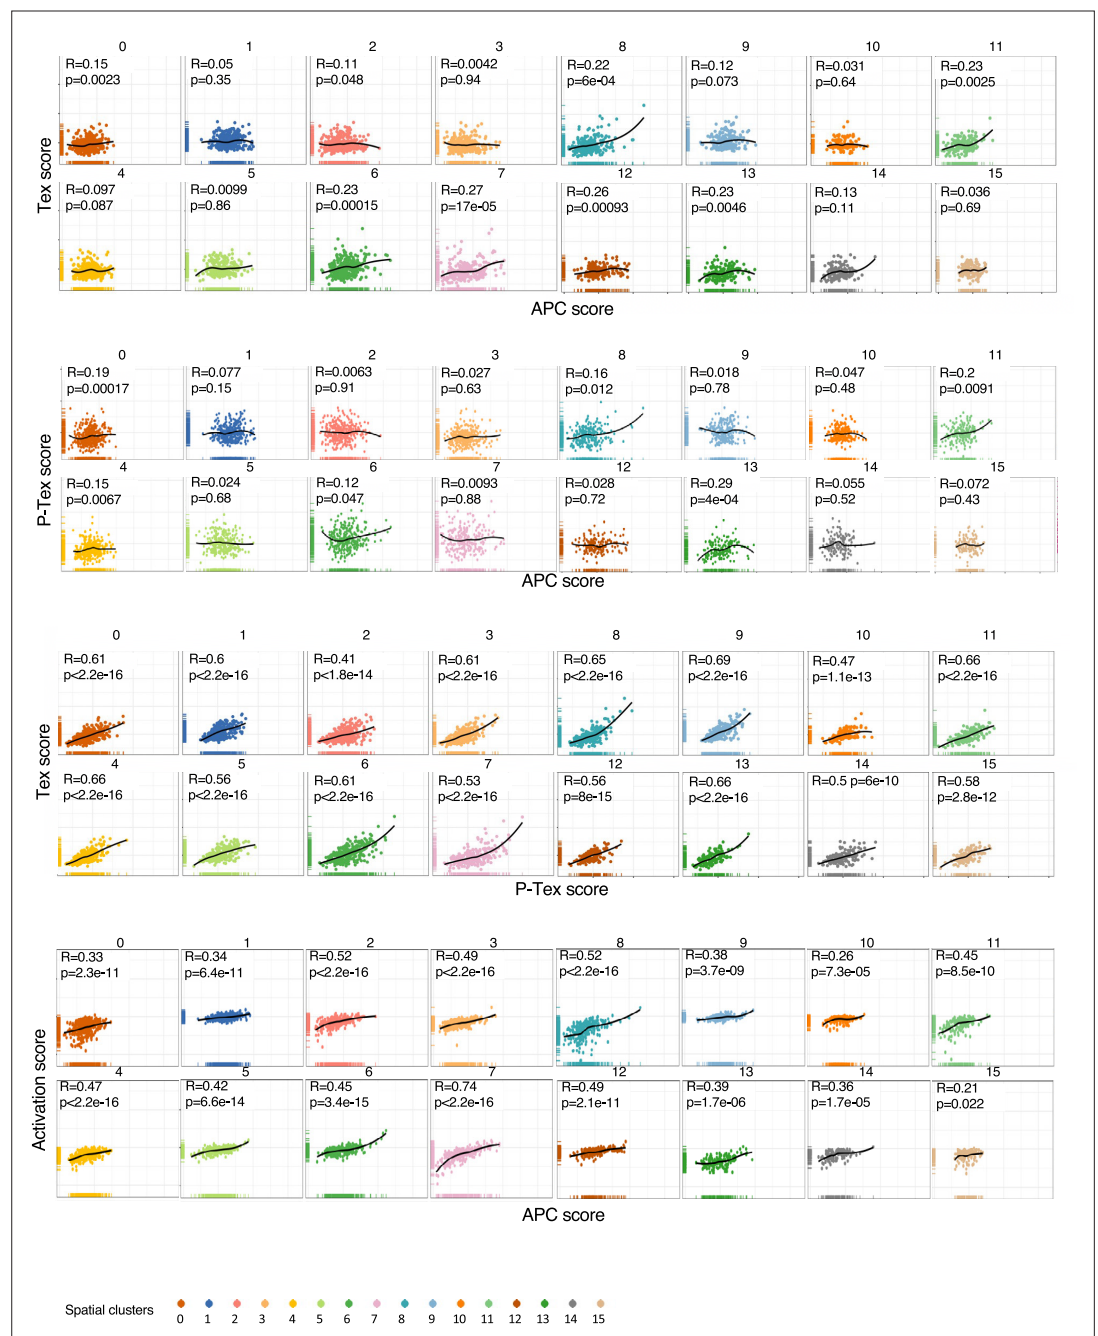 0 1 2 3 8 9 10 11
R=0.15 R=0.05 R=0.11 R=0.0042 R=0.22 R=0.12 R=0.031 R=0.23
p=0.0023 p=0.35 p=0.048 p=0.94 p=6e-04 p=0.073 p=0.64 p=0.0025
Tex score
4 5 6 7 12 13 14 15
R=0.097 R=0.0099 R=0.23 R=0.27 R=0.26 R=0.23 R=0.13 R=0.036
p=0.087 p=0.86 p=0.00015 p=17e-05 p=0.00093 p=0.0046 p=0.11 p=0.69
APC score
0 1 2 3 8 9 10 11
R=0.19 R=0.077 R=0.0063 R=0.027 R=0.16 R=0.018 R=0.047 R=0.2
p=0.00017 p=0.15 p=0.91 p=0.63 p=0.012 p=0.78 p=0.48 p=0.0091
P-Tex score
4 5 6 7 12 13 14 15
R=0.15 R=0.024 R=0.12 R=0.0093 R=0.028 R=0.29 R=0.055 R=0.072
p=0.0067 p=0.68 p=0.047 p=0.88 p=0.72 p=4e-04 p=0.52 p=0.43
APC score
0 1 2 3 8 9 10 11
R=0.61 R=0.6 R=0.41 R=0.61 R=0.65 R=0.69 R=0.47 R=0.66
p<2.2e-16 p<2.2e-16 p<1.8e-14 p<2.2e-16 p<2.2e-16 p<2.2e-16 p=1.1e-13 p<2.2e-16
Tex score
4 5 6 7 12 13 14 15
R=0.66 R=0.56 R=0.61 R=0.53 R=0.56 R=0.66 R=0.5 p=6e-10 R=0.58
p<2.2e-16 p<2.2e-16 p<2.2e-16 p<2.2e-16 p=8e-15 p<2.2e-16 p=2.8e-12
P-Tex score
0 1 2 3 8 9 10 11
R=0.33 R=0.34 R=0.52 R=0.49 R=0.52 R=0.38 R=0.26 R=0.45
p=2.3e-11 p=6.4e-11 p<2.2e-16 p<2.2e-16 p<2.2e-16 p=3.7e-09 p=7.3e-05 p=8.5e-10
Activation score
4 5 6 7 12 13 14 15
R=0.47 R=0.42 R=0.45 R=0.74 R=0.49 R=0.39 R=0.36 R=0.21
p<2.2e-16 p=6.6e-14 p=3.4e-15 p<2.2e-16 p=2.1e-11 p=1.7e-06 p=1.7e-05 p=0.022
APC score
Spatial clusters
0 1 2 3 4 5 6 7 8 9 10 11 12 13 14 15